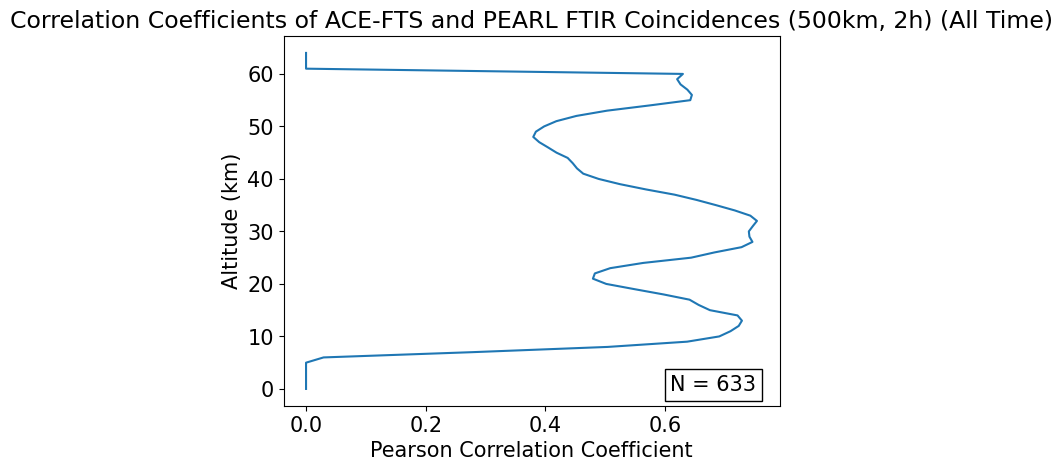 Correlation Coefficients of ACE-FTS and PEARL FTIR Coincidences (500km, 2h) (All Time)
Altitude (km)
60
50
40
30
20
10
0
N = 633
0.0 0.2 0.4 0.6
Pearson Correlation Coefficient